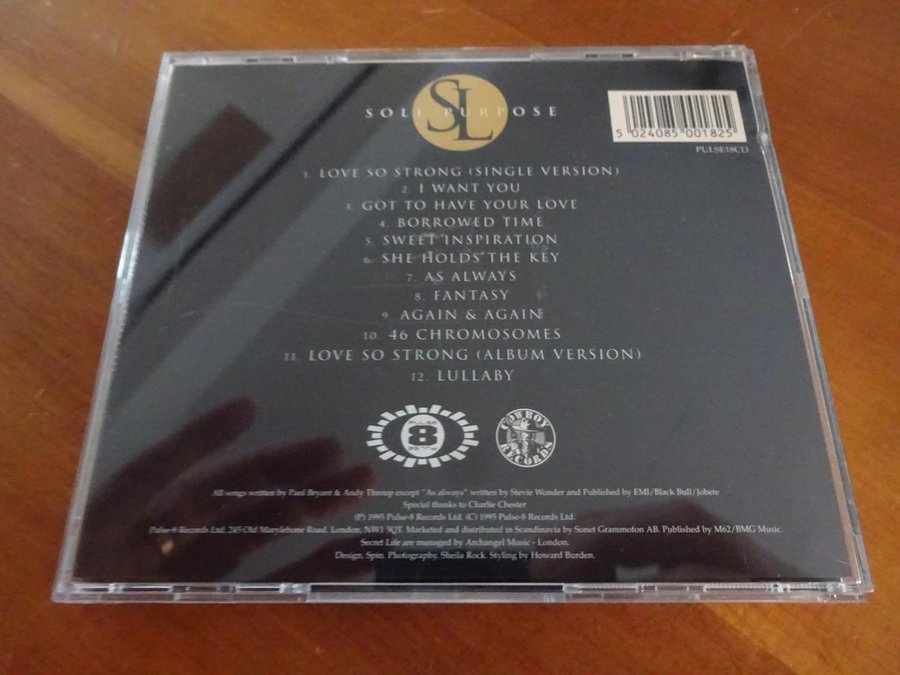 SL
SOLE PURPOSE
5 024085 001825
PULSE18CD
1. LOVE SO STRONG (SINGLE VERSION)
2. I WANT YOU
3. GOT TO HAVE YOUR LOVE
4. BORROWED TIME
5. SWEET INSPIRATION
6. SHE HOLDS THE KEY
7. AS ALWAYS
8. FANTASY
9. AGAIN & AGAIN
10. 46 CHROMOSOMES
11. LOVE SO STRONG (ALBUM VERSION)
12. LULLABY
PULSE
8
COWBOY
RECORDS
All songs written by Paul Bryant & Andy Throup except "As always" written by Stevie Wonder and Published by EMI/Black Bull/Jobete
Special thanks to Charlie Chester
(P) 1995 Pulse-8 Records Ltd. (C) 1995 Pulse-8 Records Ltd.
Pulse-8 Records Ltd, 245 Old Marylebone Road, London, NW1 5QT. Marketed and distributed in Scandinavia by Sonet Grammofon AB. Published by M62/BMG Music.
Secret Life are managed by Archangel Music - London.
Design, Spin. Photography, Sheila Rock. Styling by Howard Burden.